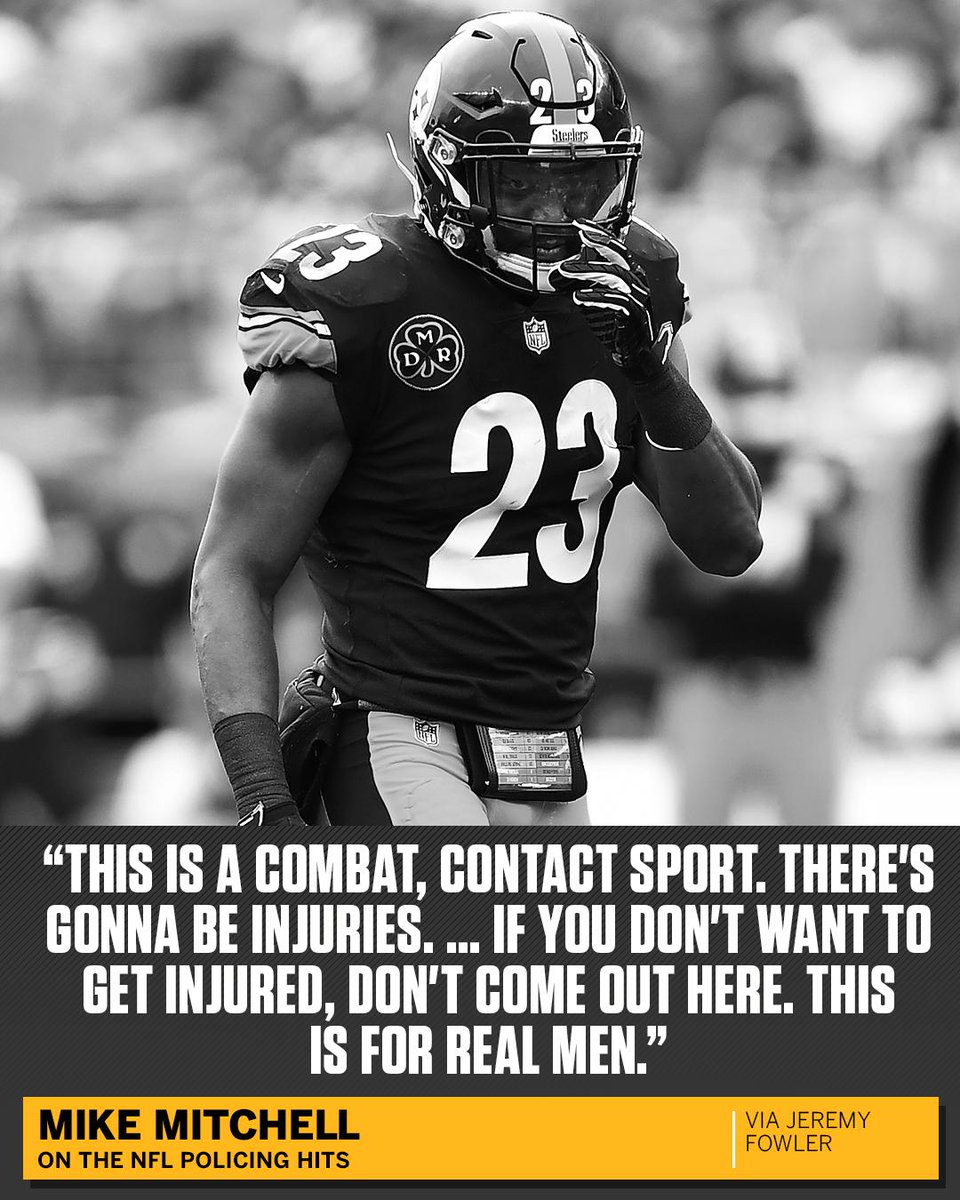 2 3
Steelers
23
M
D R
NFL
23
NFL
“THIS IS A COMBAT, CONTACT SPORT. THERE'S
GONNA BE INJURIES. ... IF YOU DON'T WANT TO
GET INJURED, DON'T COME OUT HERE. THIS
IS FOR REAL MEN.”
MIKE MITCHELL
ON THE NFL POLICING HITS
VIA JEREMY
FOWLER